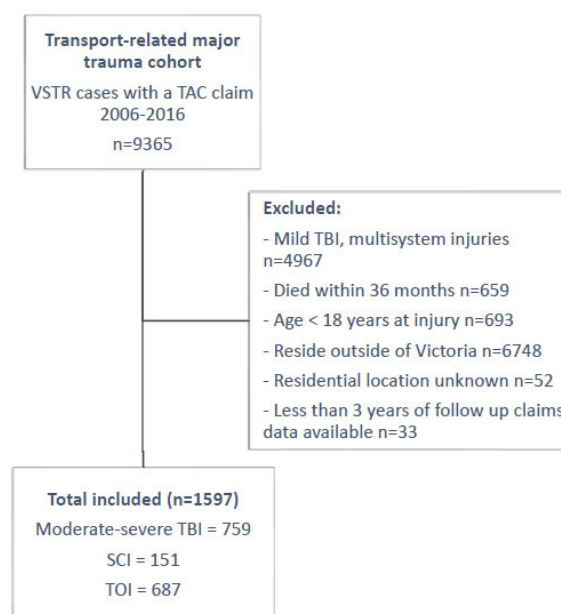 Transport-related major
trauma cohort
VSTR cases with a TAC claim
2006-2016
n=9365
Excluded:
- Mild TBI, multisystem injuries
n=4967
- Died within 36 months n=659
- Age < 18 years at injury n=693
- Reside outside of Victoria n=6748
- Residential location unknown n=52
- Less than 3 years of follow up claims
data available n=33
Total included (n=1597)
Moderate-severe TBI = 759
SCI = 151
TOI = 687